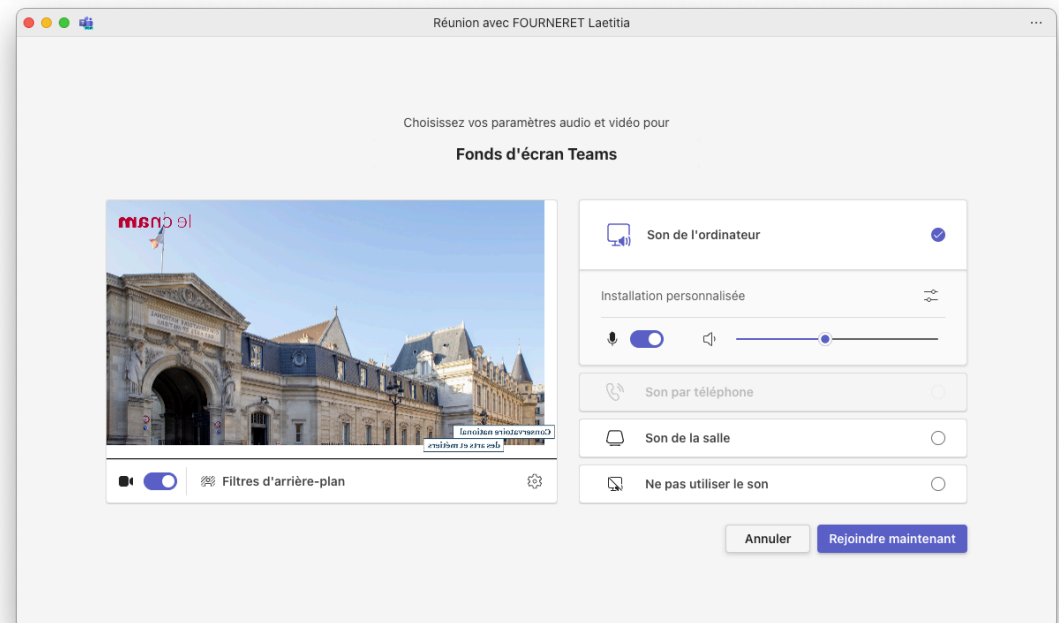 Réunion avec FOURNERET Laetitia
Choisissez vos paramètres audio et vidéo pour
Fonds d'écran Teams
le cnam
Conservatoire national
des arts et métiers
Filtres d'arrière-plan
Son de l'ordinateur
Installation personnalisée
Son par téléphone
Son de la salle
Ne pas utiliser le son
Annuler
Rejoindre maintenant